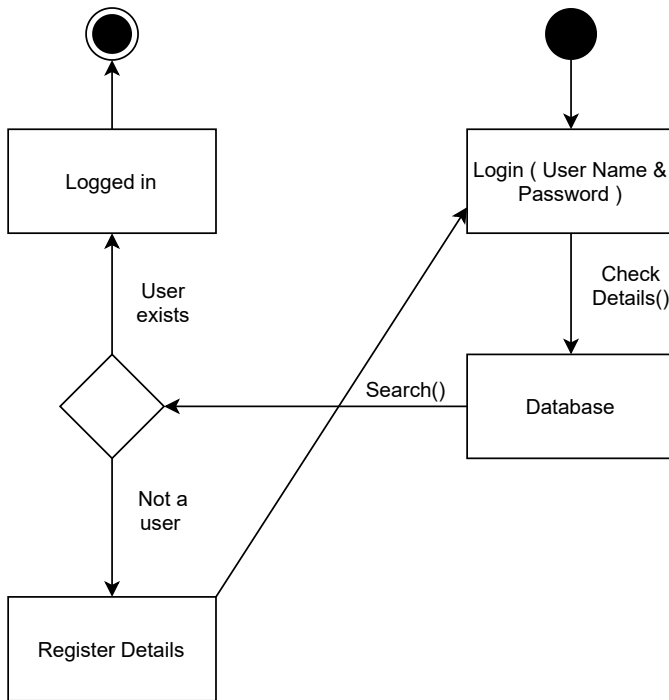 Logged in
Login ( User Name &
Password )
User
exists
Check
Details()
Search()
Database
Not a
user
Register Details